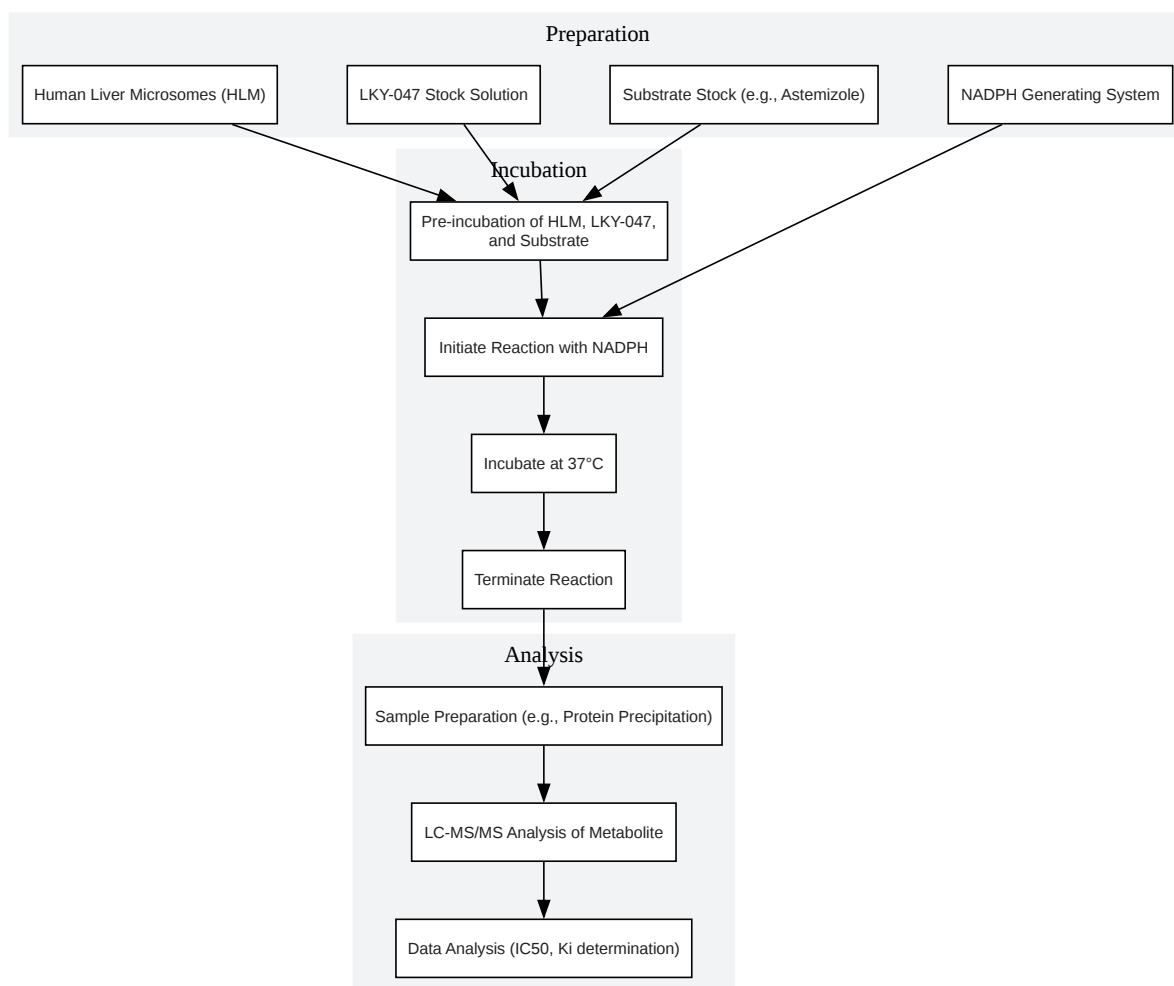 Preparation
Human Liver Microsomes (HLM)
LKY-047 Stock Solution
Substrate Stock (e.g., Astemizole)
NADPH Generating System
Incubation
Pre-incubation of HLM, LKY-047,
and Substrate
Initiate Reaction with NADPH
Incubate at 37°C
Terminate Reaction
Analysis
Sample Preparation (e.g., Protein Precipitation)
LC-MS/MS Analysis of Metabolite
Data Analysis (IC50, Ki determination)